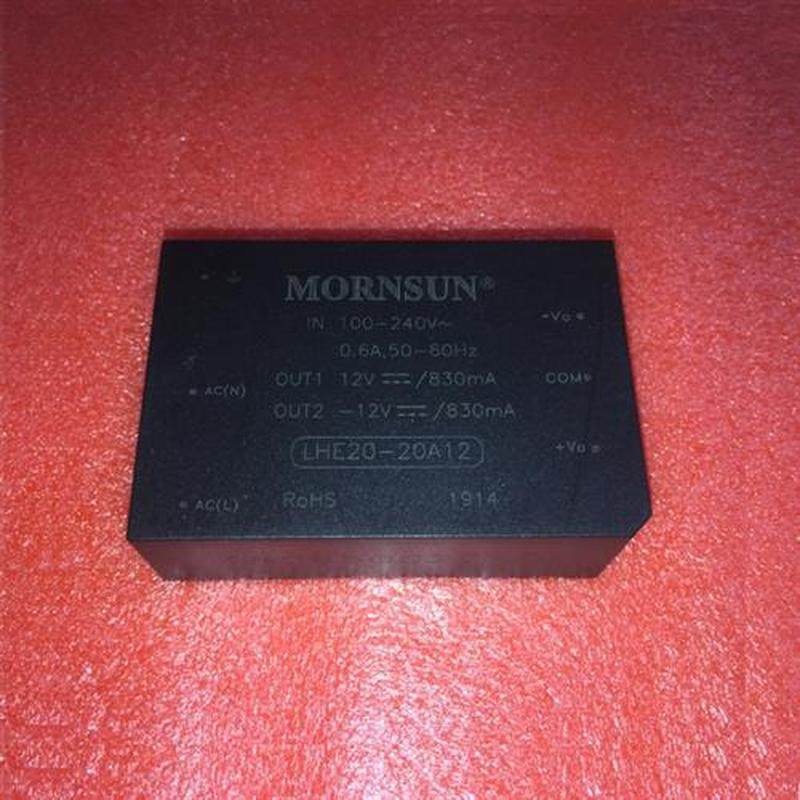 MORNSUN®
IN 100-240V~
0.6A,50-60Hz
-Vo
OUT1 12V⎓/830mA
COM
AC(N)
OUT2 -12V⎓/830mA
LHE20-20A12
+Vo
AC(L)
RoHS 1914